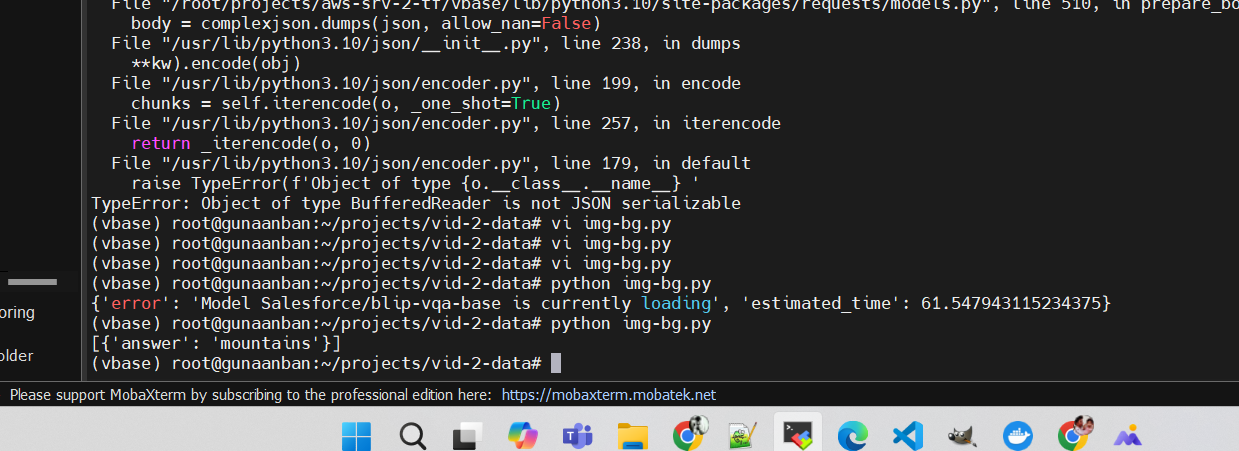 File "/root/projects/aws-srv-2-tf/vbase/lib/python3.10/site-packages/requests/models.py", line 510, in prepare_bo
body = complexjson.dumps(json, allow_nan=False)
File "/usr/lib/python3.10/json/__init__.py", line 238, in dumps
**kw).encode(obj)
File "/usr/lib/python3.10/json/encoder.py", line 199, in encode
chunks = self.iterencode(o, _one_shot=True)
File "/usr/lib/python3.10/json/encoder.py", line 257, in iterencode
return _iterencode(o, 0)
File "/usr/lib/python3.10/json/encoder.py", line 179, in default
raise TypeError(f'Object of type {o.__class__.__name__} '
TypeError: Object of type BufferedReader is not JSON serializable
(vbase) root@gunaanban:~/projects/vid-2-data# vi img-bg.py
(vbase) root@gunaanban:~/projects/vid-2-data# vi img-bg.py
(vbase) root@gunaanban:~/projects/vid-2-data# vi img-bg.py
(vbase) root@gunaanban:~/projects/vid-2-data# python img-bg.py
{'error': 'Model Salesforce/blip-vqa-base is currently loading', 'estimated_time': 61.547943115234375}
(vbase) root@gunaanban:~/projects/vid-2-data# python img-bg.py
[{'answer': 'mountains'}]
(vbase) root@gunaanban:~/projects/vid-2-data#
oring
older
Please support MobaXterm by subscribing to the professional edition here: https://mobaxterm.mobatek.net